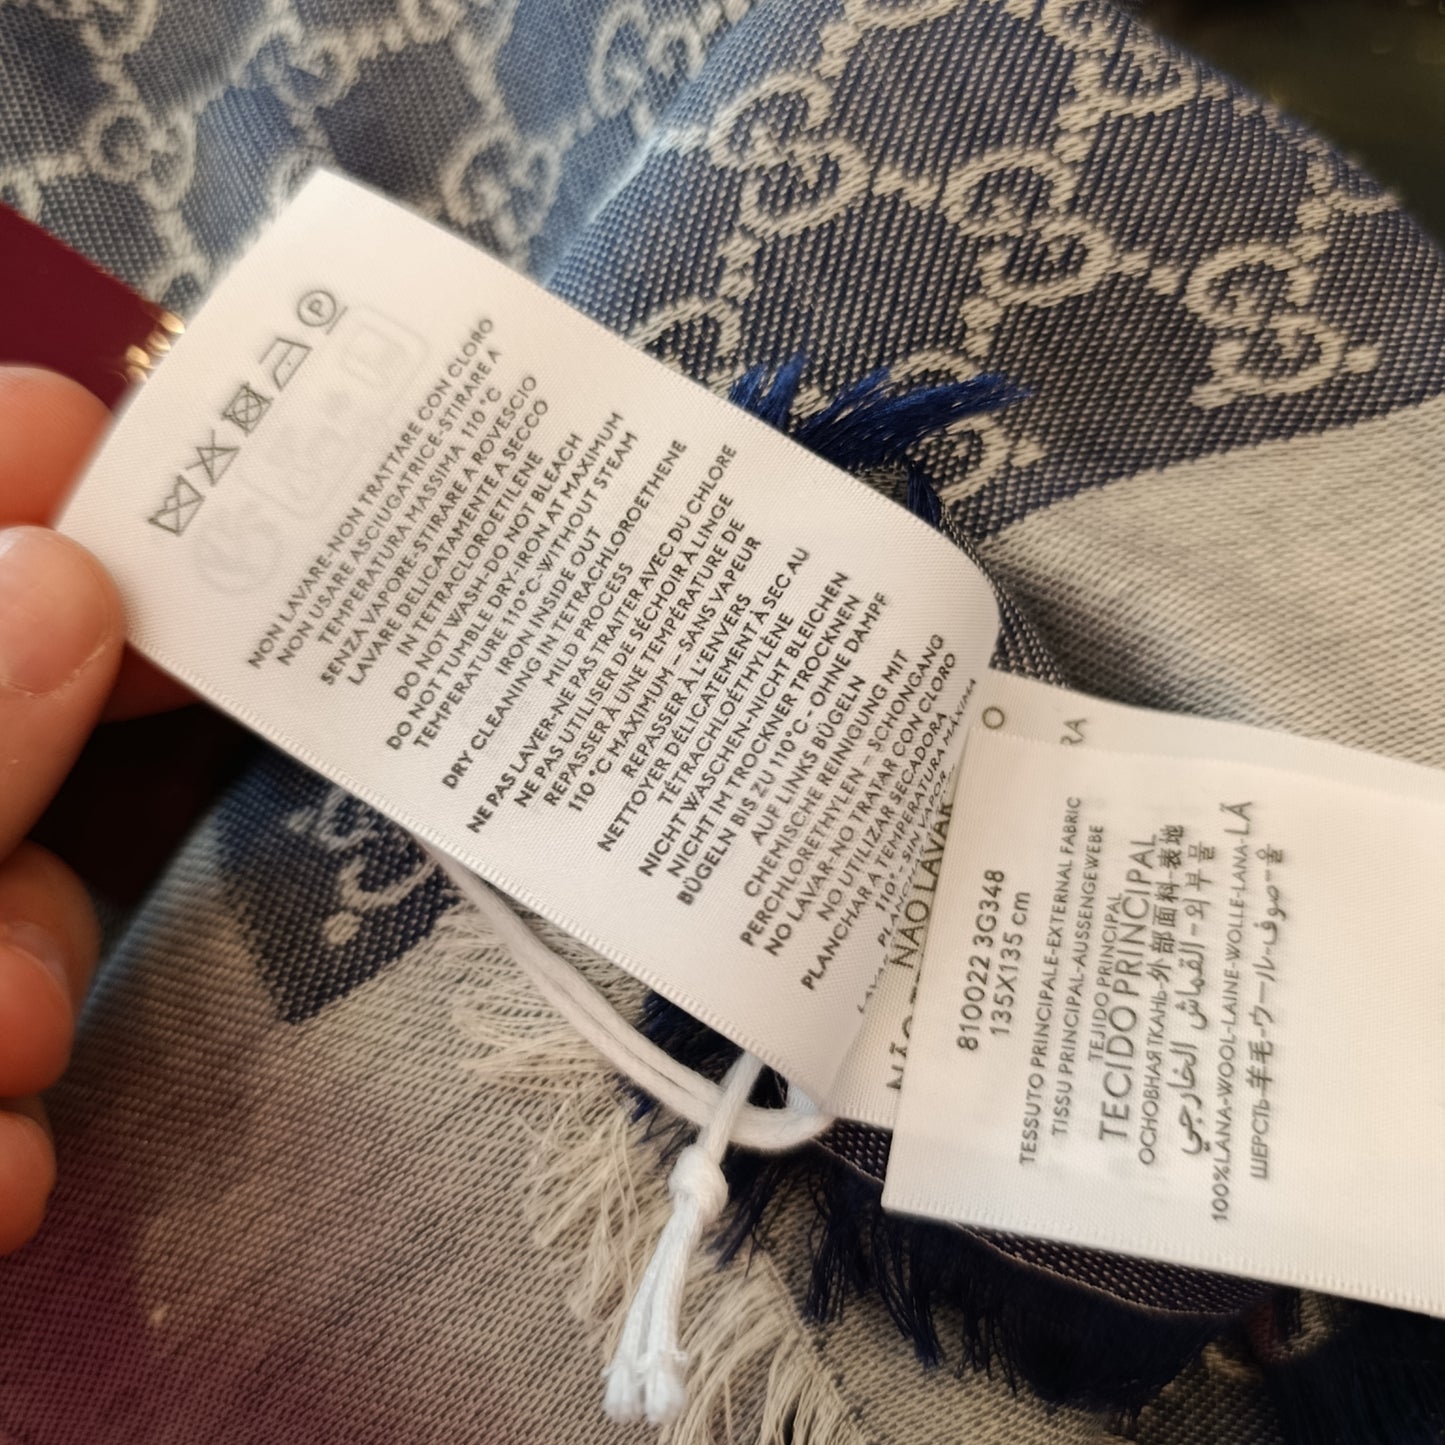 NON LAVARE-NON TRATTARE CON CLORO
NON USARE ASCIUGATRICE-STIRARE A
TEMPERATURA MASSIMA 110 °C
SENZA VAPORE-STIRARE A ROVESCIO
LAVARE DELICATAMENTE A SECCO
IN TETRACLOROETILENE
DO NOT WASH-DO NOT BLEACH
DO NOT TUMBLE DRY-IRON AT MAXIMUM
TEMPERATURE 110°C-WITHOUT STEAM
IRON INSIDE OUT
DRY CLEANING IN TETRACHLOROETHENE
MILD PROCESS
NE PAS LAVER-NE PAS TRAITER AVEC DU CHLORE
NE PAS UTILISER DE SÉCHOIR À LINGE
REPASSER À UNE TEMPÉRATURE DE
110 °C MAXIMUM – SANS VAPEUR
REPASSER À L'ENVERS
NETTOYER DÉLICATEMENT À SEC AU
TÉTRACHLOÉTHYLÈNE
NICHT WASCHEN-NICHT BLEICHEN
NICHT IM TROCKNER TROCKNEN
BÜGELN BIS ZU 110°C - OHNE DAMPF
AUF LINKS BÜGELN
CHEMISCHE REINIGUNG MIT
PERCHLORETHYLEN – SCHONGANG
NO LAVAR-NO TRATAR CON CLORO
NO UTILIZAR SECADORA
PLANCHAR A TEMPERATURA MÁXIMA
110°- SIN VAPOR
NÃO LAVAR
NÃO
O
RA
810022 3G348
135X135 cm
TESSUTO PRINCIPALE-EXTERNAL FABRIC
TISSU PRINCIPAL-AUSSENGEWEBE
TEJIDO PRINCIPAL
TECIDO PRINCIPAL
ОСНОВНАЯ ТКАНЬ-外部面料-表地
القماش الخارجي-외부물
100%LANA-WOOL-LAINE-WOLLE-LANA-LÃ
ШЕРСТЬ-羊毛-ウール-صوف-울